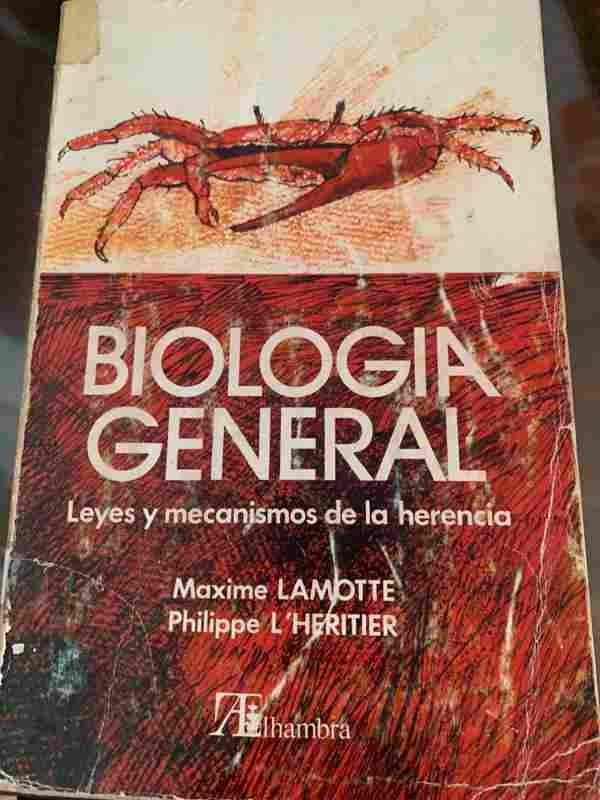 BIOLOGIA
GENERAL
Leyes y mecanismos de la herencia
Maxime LAMOTTE
Philippe L'HERITIER
Alhambra